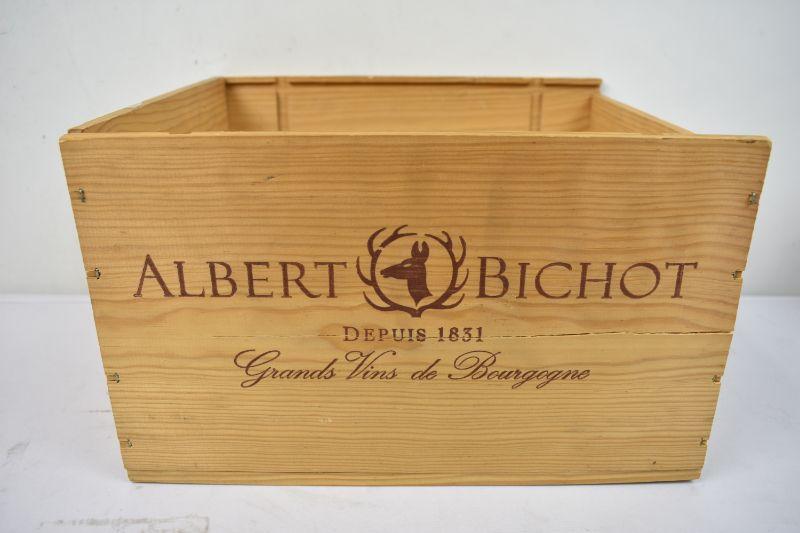 ALBERT BICHOT
DEPUIS 1831
Grands Vins de Bourgogne